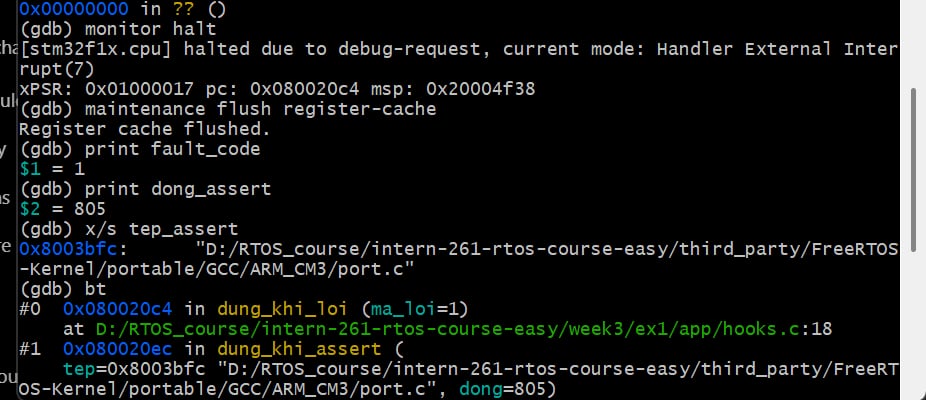 0x00000000 in ?? ()
(gdb) monitor halt
[stm32f1x.cpu] halted due to debug-request, current mode: Handler External Inter
rupt(7)
xPSR: 0x01000017 pc: 0x080020c4 msp: 0x20004f38
(gdb) maintenance flush register-cache
Register cache flushed.
(gdb) print fault_code
$1 = 1
(gdb) print dong_assert
$2 = 805
(gdb) x/s tep_assert
0x8003bfc:      "D:/RTOS_course/intern-261-rtos-course-easy/third_party/FreeRTOS
-Kernel/portable/GCC/ARM_CM3/port.c"
(gdb) bt
#0  0x080020c4 in dung_khi_loi (ma_loi=1)
    at D:/RTOS_course/intern-261-rtos-course-easy/week3/ex1/app/hooks.c:18
#1  0x080020ec in dung_khi_assert (
    tep=0x8003bfc "D:/RTOS_course/intern-261-rtos-course-easy/third_party/FreeRT
OS-Kernel/portable/GCC/ARM_CM3/port.c", dong=805)